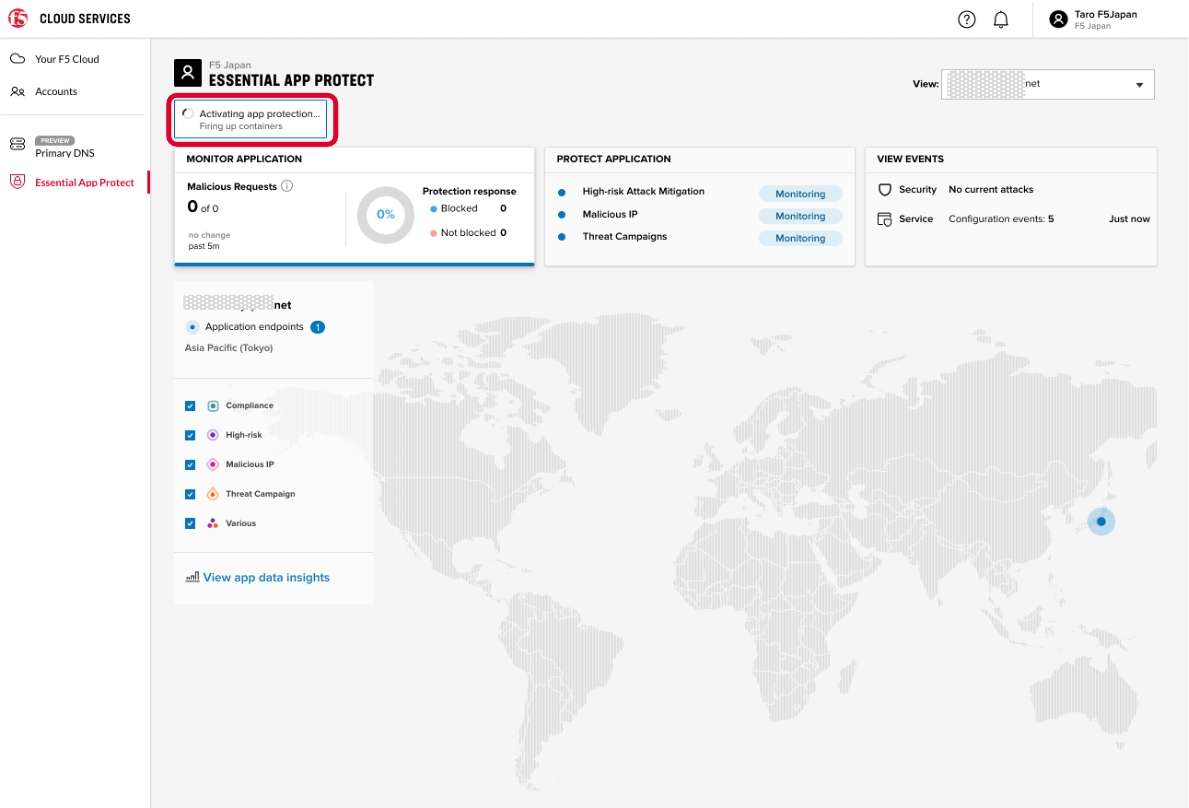 f5 CLOUD SERVICES
Taro F5Japan
F5 Japan
Your F5 Cloud
Accounts
PREVIEW
Primary DNS
Essential App Protect
F5 Japan
ESSENTIAL APP PROTECT
View: net
Activating app protection...
Firing up containers
MONITOR APPLICATION
Malicious Requests
0 of 0
no change
past 5m
0%
Protection response
Blocked 0
Not blocked 0
PROTECT APPLICATION
High-risk Attack Mitigation Monitoring
Malicious IP Monitoring
Threat Campaigns Monitoring
VIEW EVENTS
Security No current attacks
Service Configuration events: 5 Just now
net
Application endpoints 1
Asia Pacific (Tokyo)
Compliance
High-risk
Malicious IP
Threat Campaign
Various
View app data insights